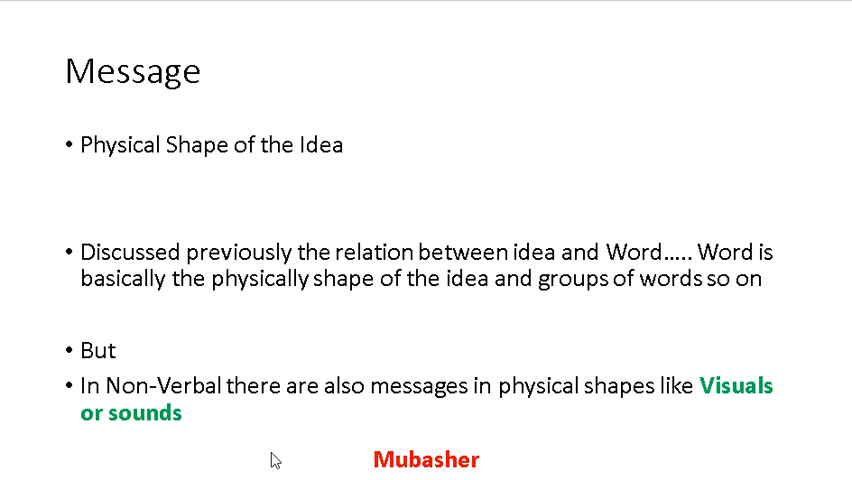 Message
• Physical Shape of the Idea
• Discussed previously the relation between idea and Word….. Word is
basically the physically shape of the idea and groups of words so on
• But
• In Non-Verbal there are also messages in physical shapes like Visuals
or sounds
Mubasher